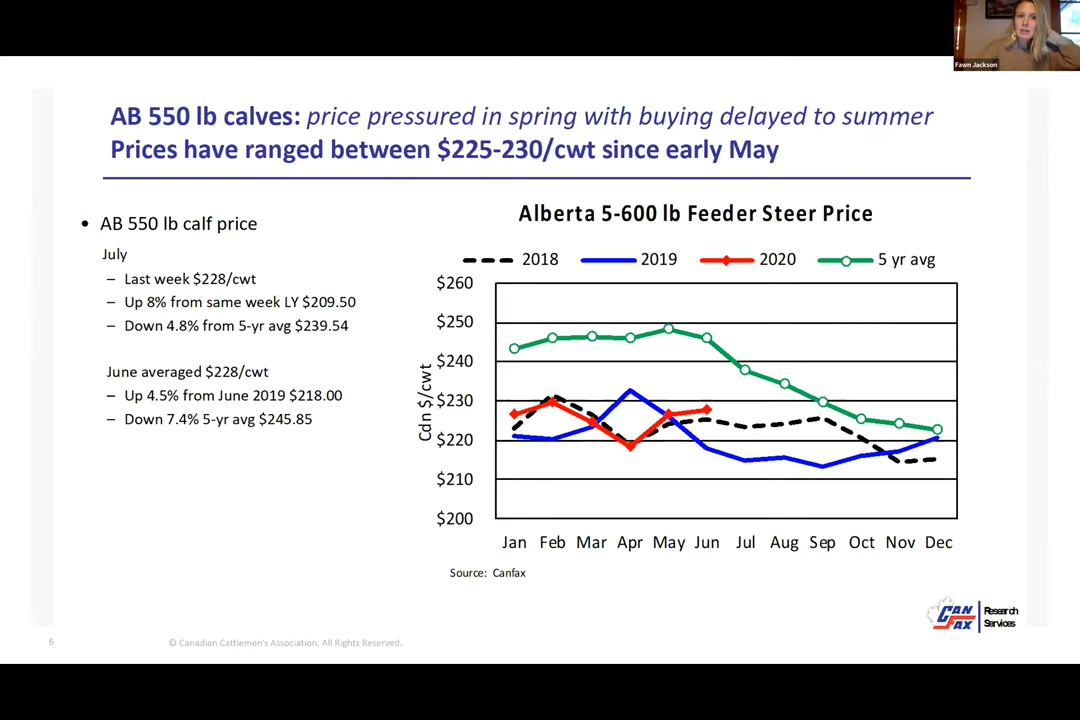 Fawn Jackson
AB 550 lb calves: price pressured in spring with buying delayed to summer
Prices have ranged between $225-230/cwt since early May
• AB 550 lb calf price
July
– Last week $228/cwt
– Up 8% from same week LY $209.50
– Down 4.8% from 5-yr avg $239.54
June averaged $228/cwt
– Up 4.5% from June 2019 $218.00
– Down 7.4% 5-yr avg $245.85
Alberta 5-600 lb Feeder Steer Price
2018 2019 2020 5 yr avg
$260
$250
$240
$230
$220
$210
$200
Cdn $/cwt
Jan Feb Mar Apr May Jun Jul Aug Sep Oct Nov Dec
Source: Canfax
CANFAX
Research
Services
6
© Canadian Cattlemen's Association. All Rights Reserved.